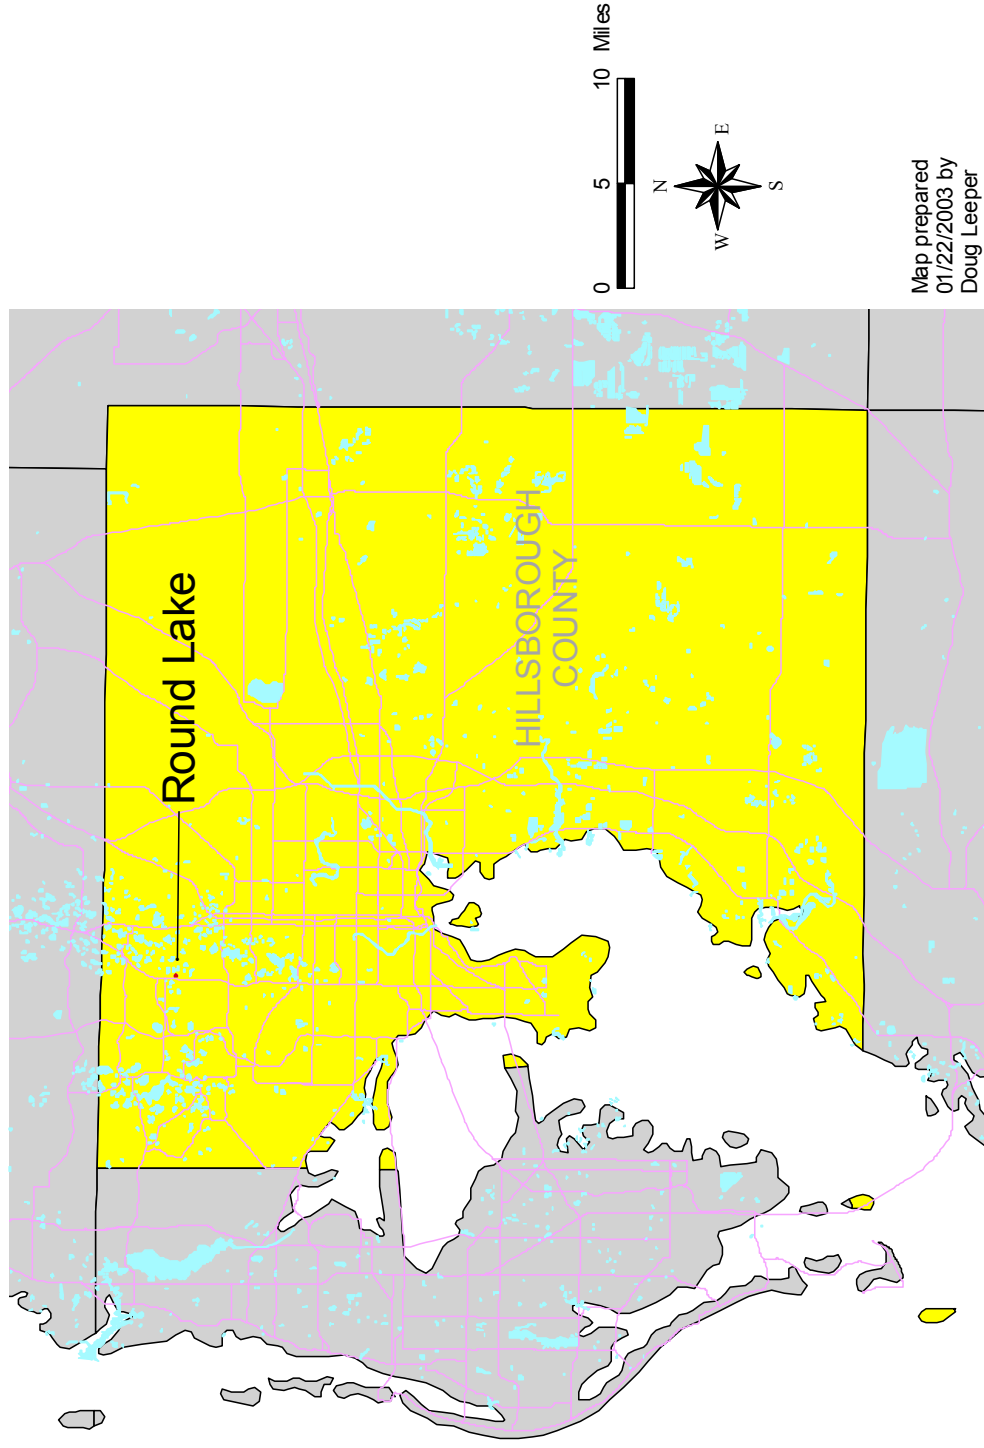 Round Lake
HILLSBOROUGH
COUNTY
0 5 10 Miles
N
W E
S
Map prepared
01/22/2003 by
Doug Leeper